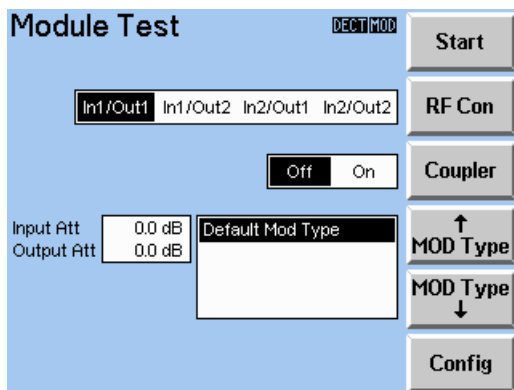 Module Test
DECT MOD
Start
In1/Out1 In1/Out2 In2/Out1 In2/Out2
RF Con
Off On
Coupler
Input Att 0.0 dB
Output Att 0.0 dB
Default Mod Type
↑
MOD Type
MOD Type
↓
Config